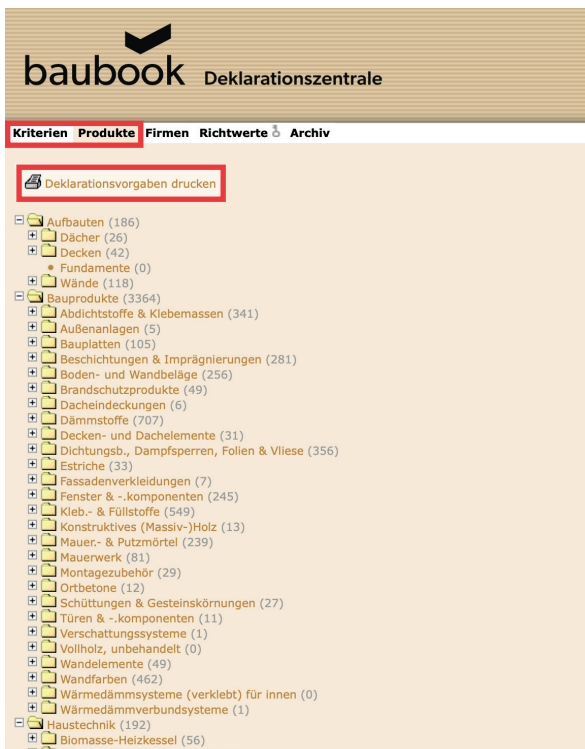 baubook Deklarationszentrale
Kriterien Produkte Firmen Richtwerte Archiv
Deklarationsvorgaben drucken
Aufbauten (186)
Dächer (26)
Decken (42)
Fundamente (0)
Wände (118)
Bauprodukte (3364)
Abdichtstoffe & Klebemassen (341)
Außenanlagen (5)
Bauplatten (105)
Beschichtungen & Imprägnierungen (281)
Boden- und Wandbeläge (256)
Brandschutzprodukte (49)
Dacheindeckungen (6)
Dämmstoffe (707)
Decken- und Dachelemente (31)
Dichtungsb., Dampfsperren, Folien & Vliese (356)
Estriche (33)
Fassadenverkleidungen (7)
Fenster & -.komponenten (245)
Kleb.- & Füllstoffe (549)
Konstruktives (Massiv-)Holz (13)
Mauer.- & Putzmörtel (239)
Mauerwerk (81)
Montagezubehör (29)
Ortbetone (12)
Schüttungen & Gesteinskörnungen (27)
Türen & -.komponenten (11)
Verschattungssysteme (1)
Vollholz, unbehandelt (0)
Wandelemente (49)
Wandfarben (462)
Wärmedämmsysteme (verklebt) für innen (0)
Wärmedämmverbundsysteme (1)
Haustechnik (192)
Biomasse-Heizkessel (56)